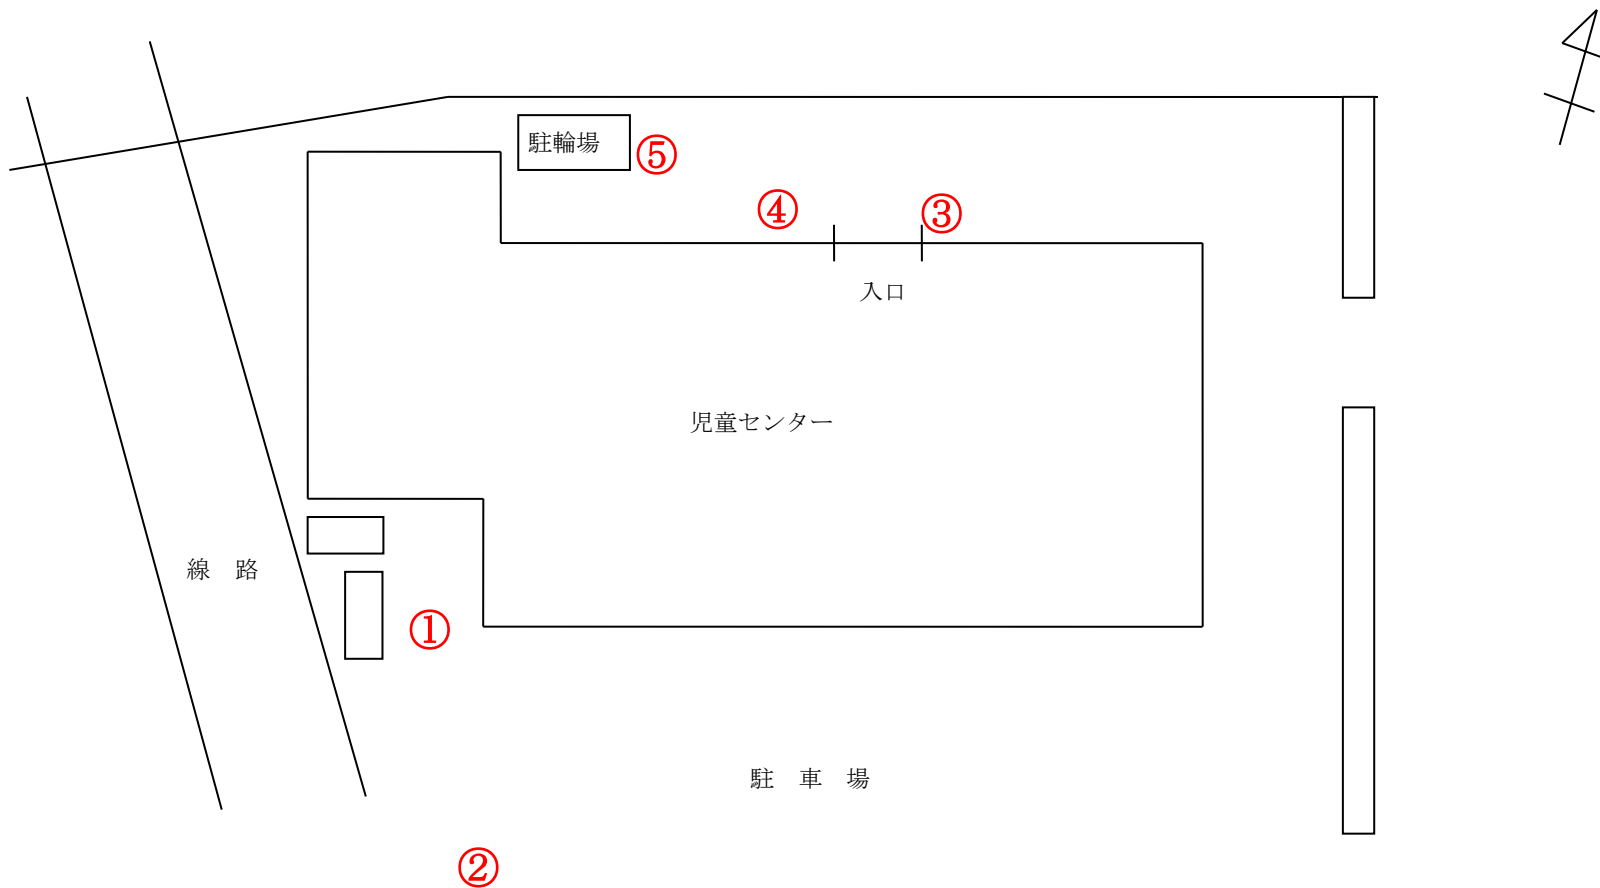 駐輪場
⑤
④
③
入口
児童センター
線　路
①
駐　車　場
②